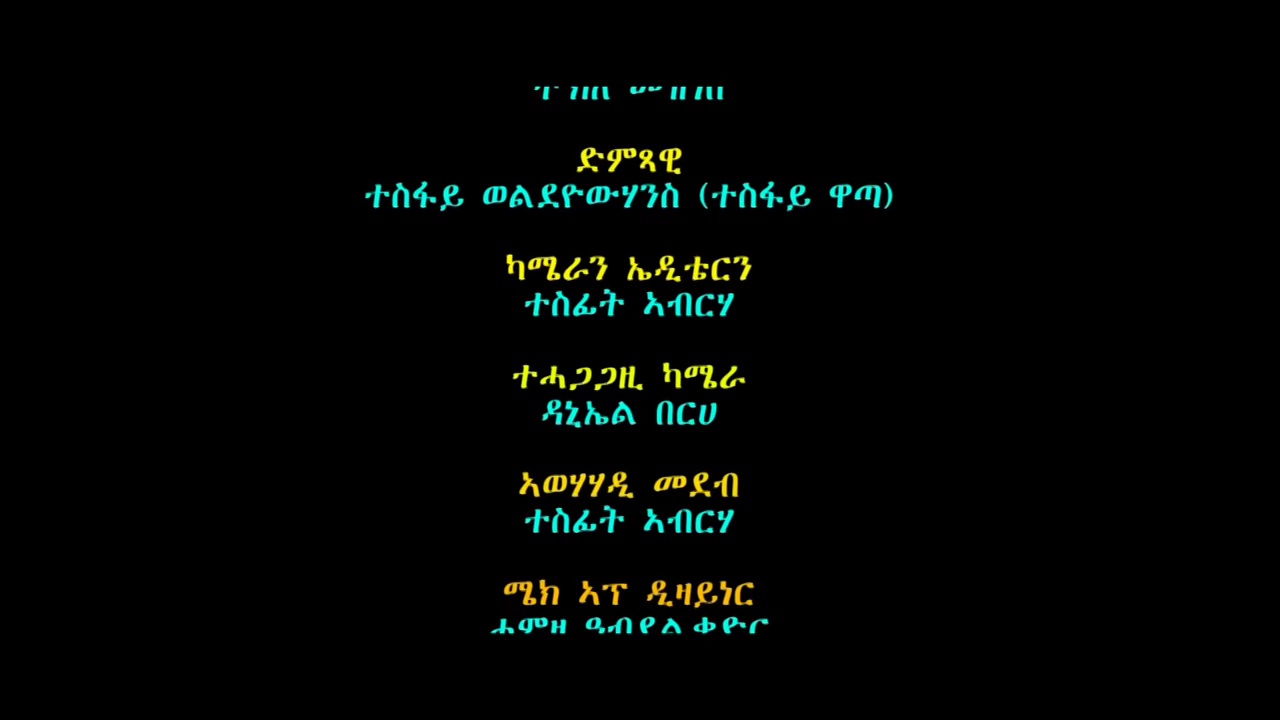 ድምጻዊ
ተስፋይ ወልደዮውሃንስ (ተስፋይ ዋጣ)
ካሜራን ኤዲቴርን
ተስፊት ኣብርሃ
ተሓጋጋዚ ካሜራ
ዳኒኤል በርሀ
ኣወሃሃዲ መደብ
ተስፊት ኣብርሃ
ሜክ ኣፕ ዲዛይነር